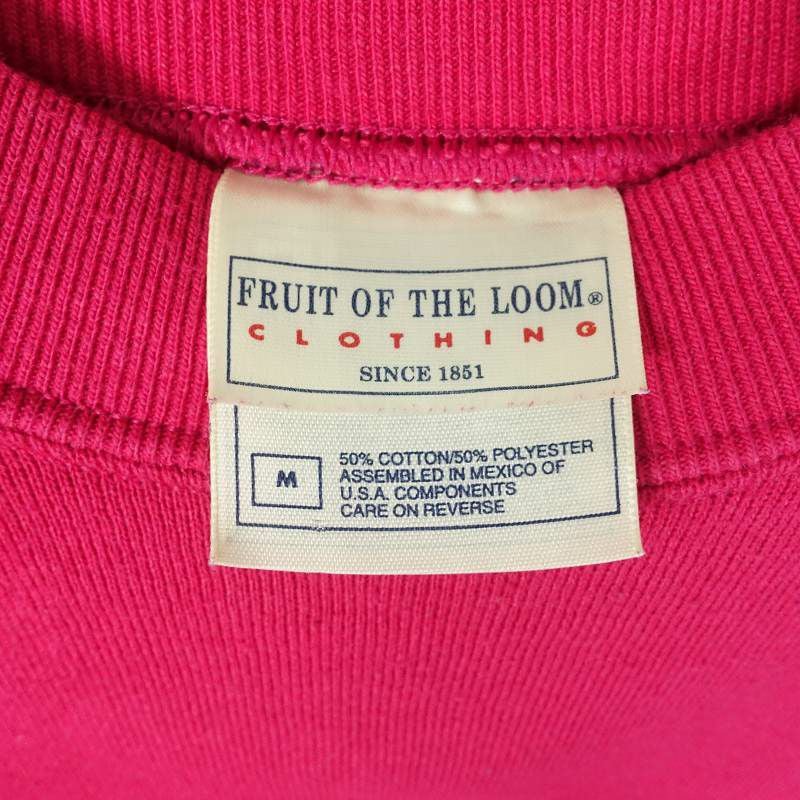 FRUIT OF THE LOOM®
CLOTHING
SINCE 1851
M
50% COTTON/50% POLYESTER
ASSEMBLED IN MEXICO OF
U.S.A. COMPONENTS
CARE ON REVERSE